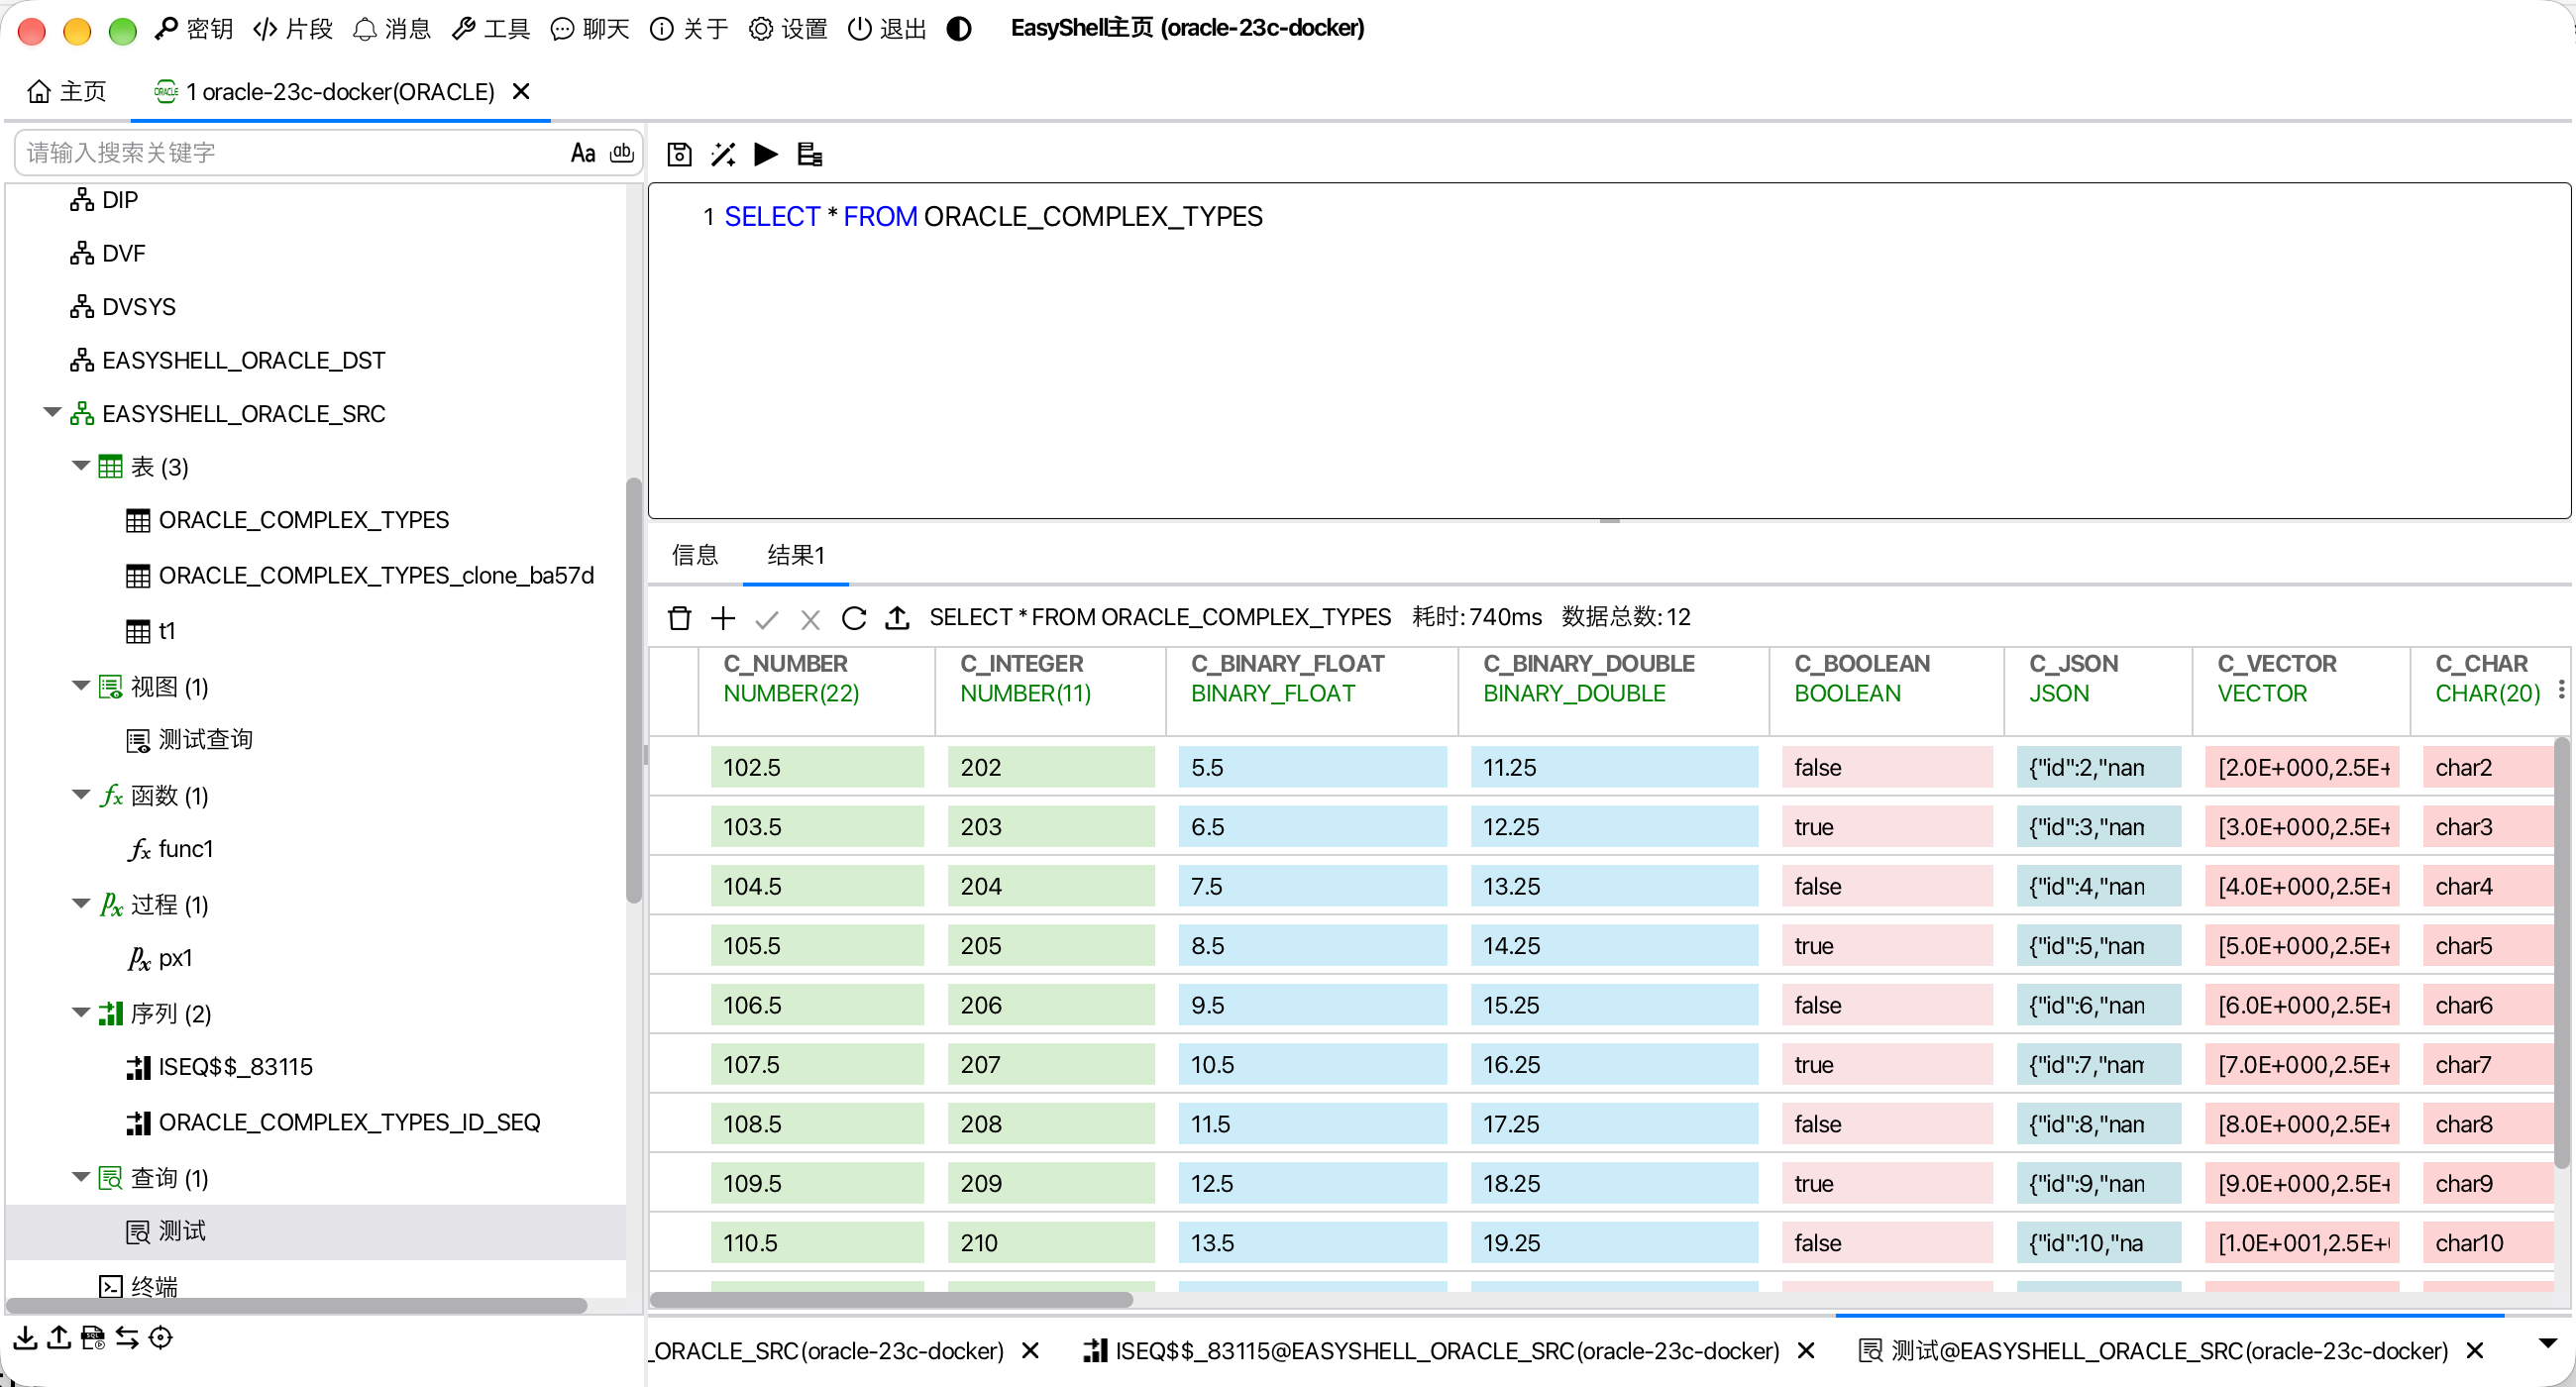 密钥 片段 消息 工具 聊天 关于 设置 退出 EasyShell主页 (oracle-23c-docker)
主页 1 oracle-23c-docker(ORACLE)
请输入搜索关键字 Aa ab
DIP
DVF
DVSYS
EASYSHELL_ORACLE_DST
EASYSHELL_ORACLE_SRC
表 (3)
ORACLE_COMPLEX_TYPES
ORACLE_COMPLEX_TYPES_clone_ba57d
t1
视图 (1)
测试查询
函数 (1)
func1
过程 (1)
px1
序列 (2)
ISEQ$$_83115
ORACLE_COMPLEX_TYPES_ID_SEQ
查询 (1)
测试
终端
1 SELECT * FROM ORACLE_COMPLEX_TYPES
信息 结果1
SELECT * FROM ORACLE_COMPLEX_TYPES 耗时:740ms 数据总数:12
C_NUMBER C_INTEGER C_BINARY_FLOAT C_BINARY_DOUBLE C_BOOLEAN C_JSON C_VECTOR C_CHAR
NUMBER(22) NUMBER(11) BINARY_FLOAT BINARY_DOUBLE BOOLEAN JSON VECTOR CHAR(20)
102.5 202 5.5 11.25 false {"id":2,"nam [2.0E+000,2.5E+ char2
103.5 203 6.5 12.25 true {"id":3,"nam [3.0E+000,2.5E+ char3
104.5 204 7.5 13.25 false {"id":4,"nam [4.0E+000,2.5E+ char4
105.5 205 8.5 14.25 true {"id":5,"nam [5.0E+000,2.5E+ char5
106.5 206 9.5 15.25 false {"id":6,"nam [6.0E+000,2.5E+ char6
107.5 207 10.5 16.25 true {"id":7,"nam [7.0E+000,2.5E+ char7
108.5 208 11.5 17.25 false {"id":8,"nam [8.0E+000,2.5E+ char8
109.5 209 12.5 18.25 true {"id":9,"nam [9.0E+000,2.5E+ char9
110.5 210 13.5 19.25 false {"id":10,"na [1.0E+001,2.5E+ char10
_ORACLE_SRC(oracle-23c-docker) ISEQ$$_83115@EASYSHELL_ORACLE_SRC(oracle-23c-docker) 测试@EASYSHELL_ORACLE_SRC(oracle-23c-docker)